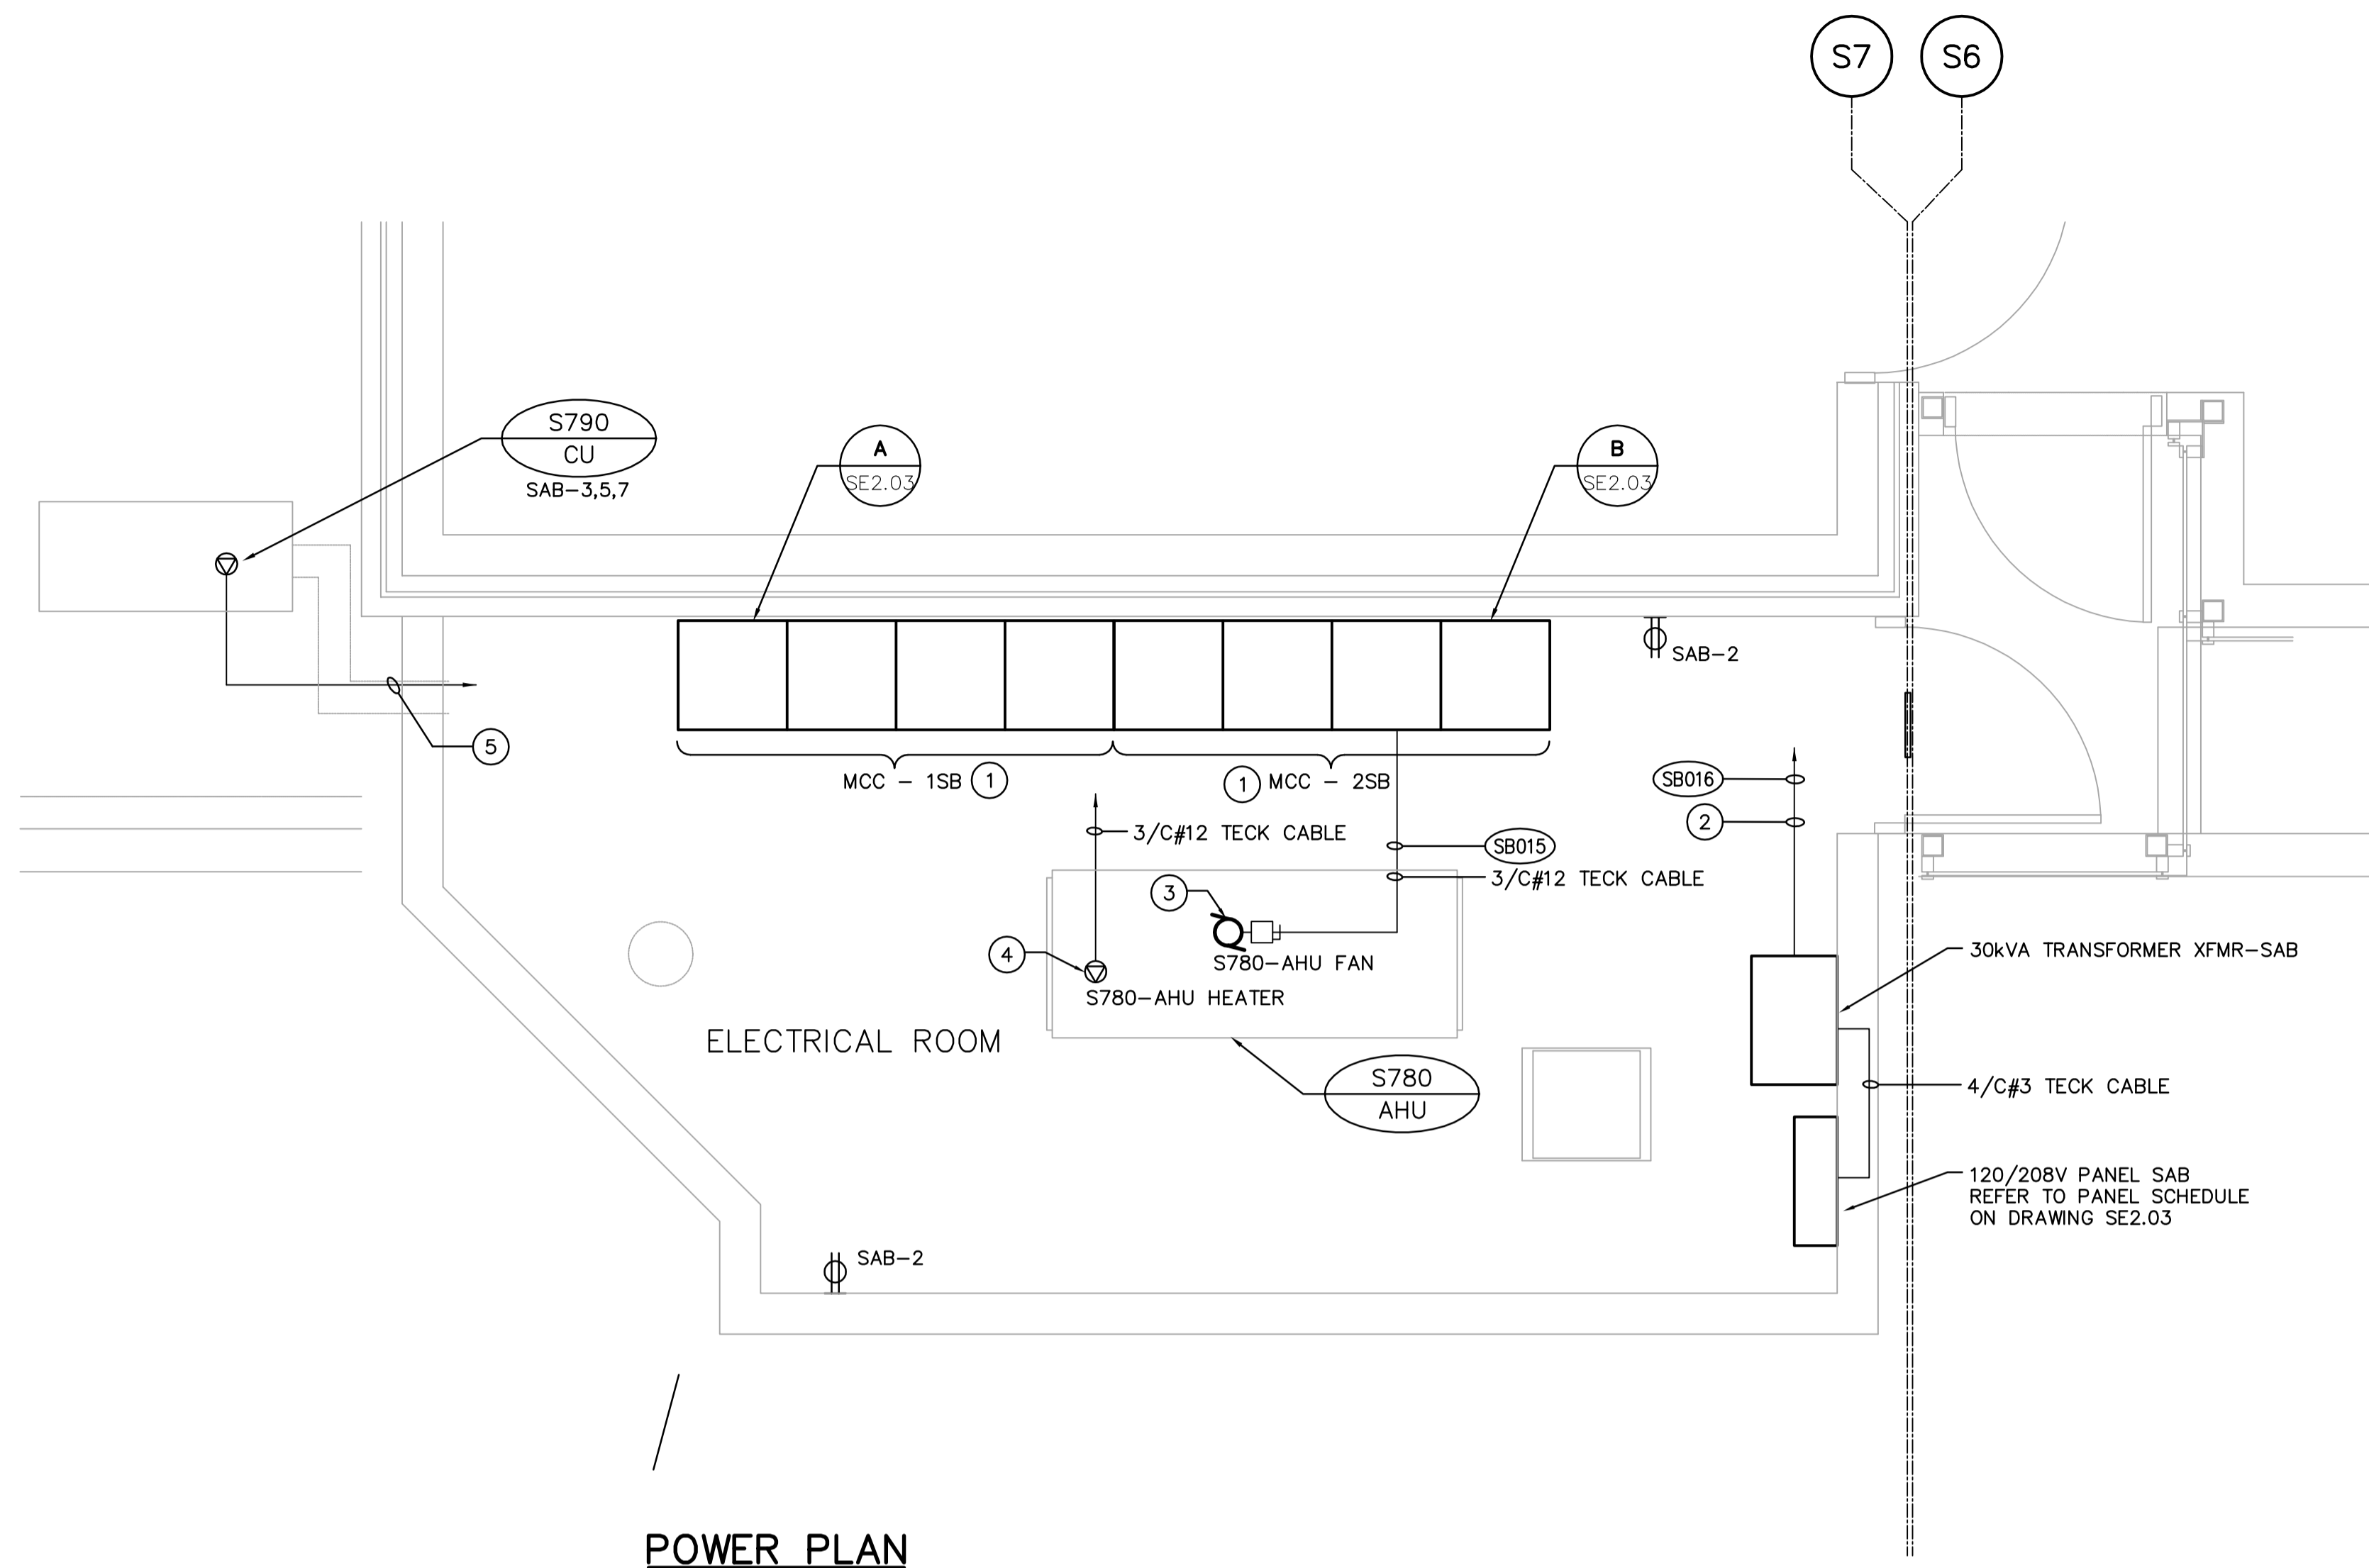 S7
S6
S790
CU
SAB-3,5,7
A
SE2.03
B
SE2.03
SAB-2
5
MCC - 1SB
1
1
MCC - 2SB
SB016
2
3/C#12 TECK CABLE
SB015
3/C#12 TECK CABLE
3
4
S780-AHU FAN
S780-AHU HEATER
30kVA TRANSFORMER XFMR-SAB
ELECTRICAL ROOM
S780
AHU
4/C#3 TECK CABLE
120/208V PANEL SAB
REFER TO PANEL SCHEDULE
ON DRAWING SE2.03
SAB-2
POWER PLAN